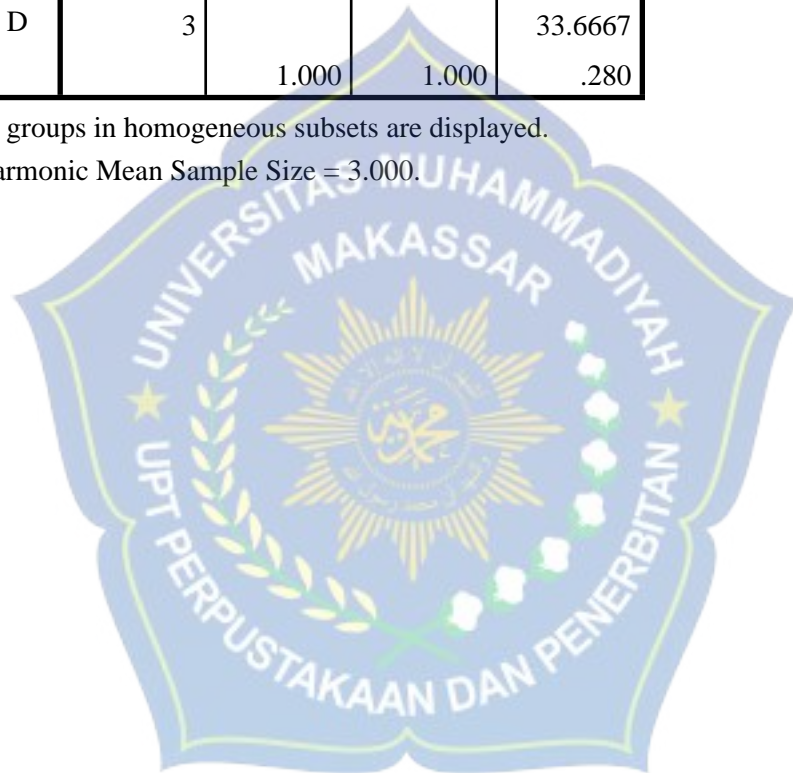 D 3 33.6667
1.000 1.000 .280
groups in homogeneous subsets are displayed.
armonic Mean Sample Size = 3.000.
UNIVERSITAS MUHAMMADIYAH
MAKASSAR
UPT PERPUSTAKAAN DAN PENERBITAN